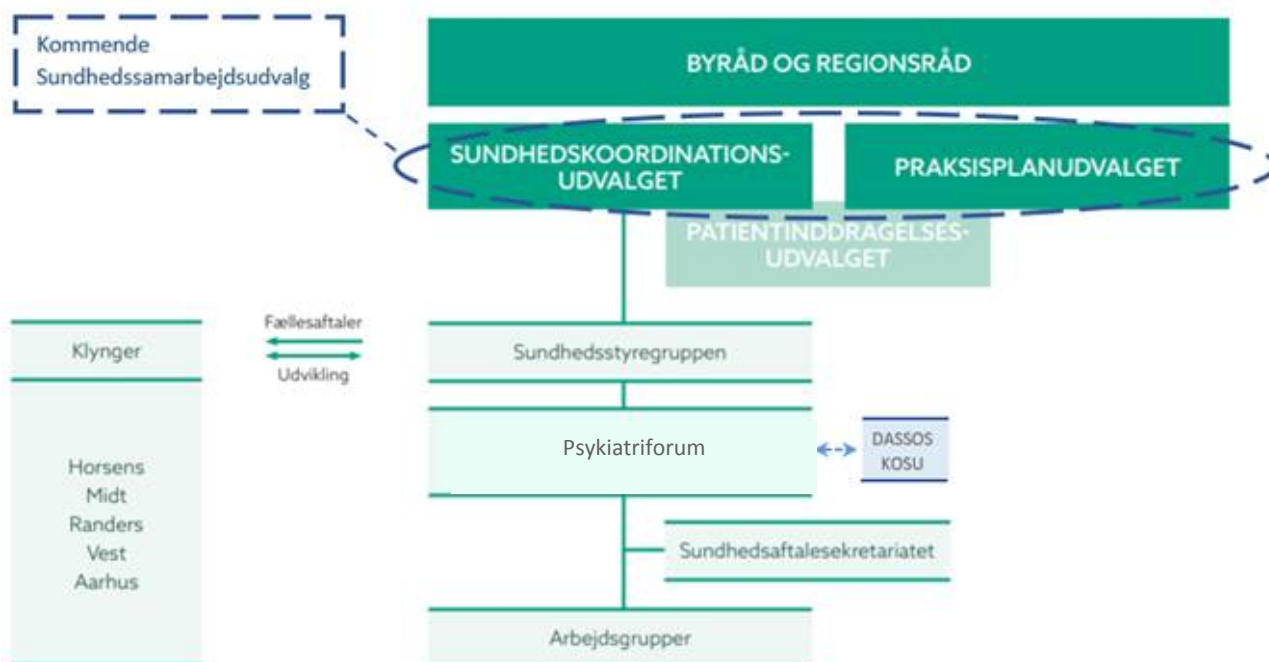 Kommende
Sundhedssamarbejdsudvalg
BYRÅD OG REGIONSRÅD
SUNDHEDSKOORDINATIONS-
UDVALGET
PRAKSISPLANUDVALGET
PATIENTINDDRAGELSES-
UDVALGET
Klynger
Fællesaftaler
Udvikling
Sundhedsstyregruppen
Horsens
Midt
Randers
Vest
Aarhus
Psykiatriforum
DASSOS
KOSU
Sundhedsaftalesekretariatet
Arbejdsgrupper